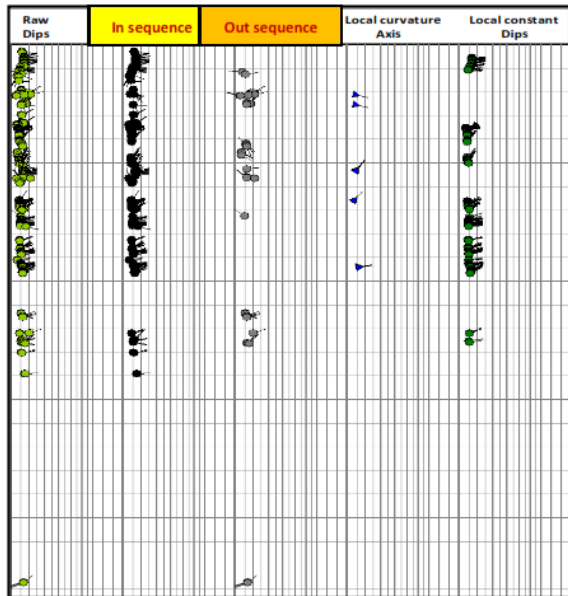 Raw
Dips
In sequence
Out sequence
Local curvature
Axis
Local constant
Dips